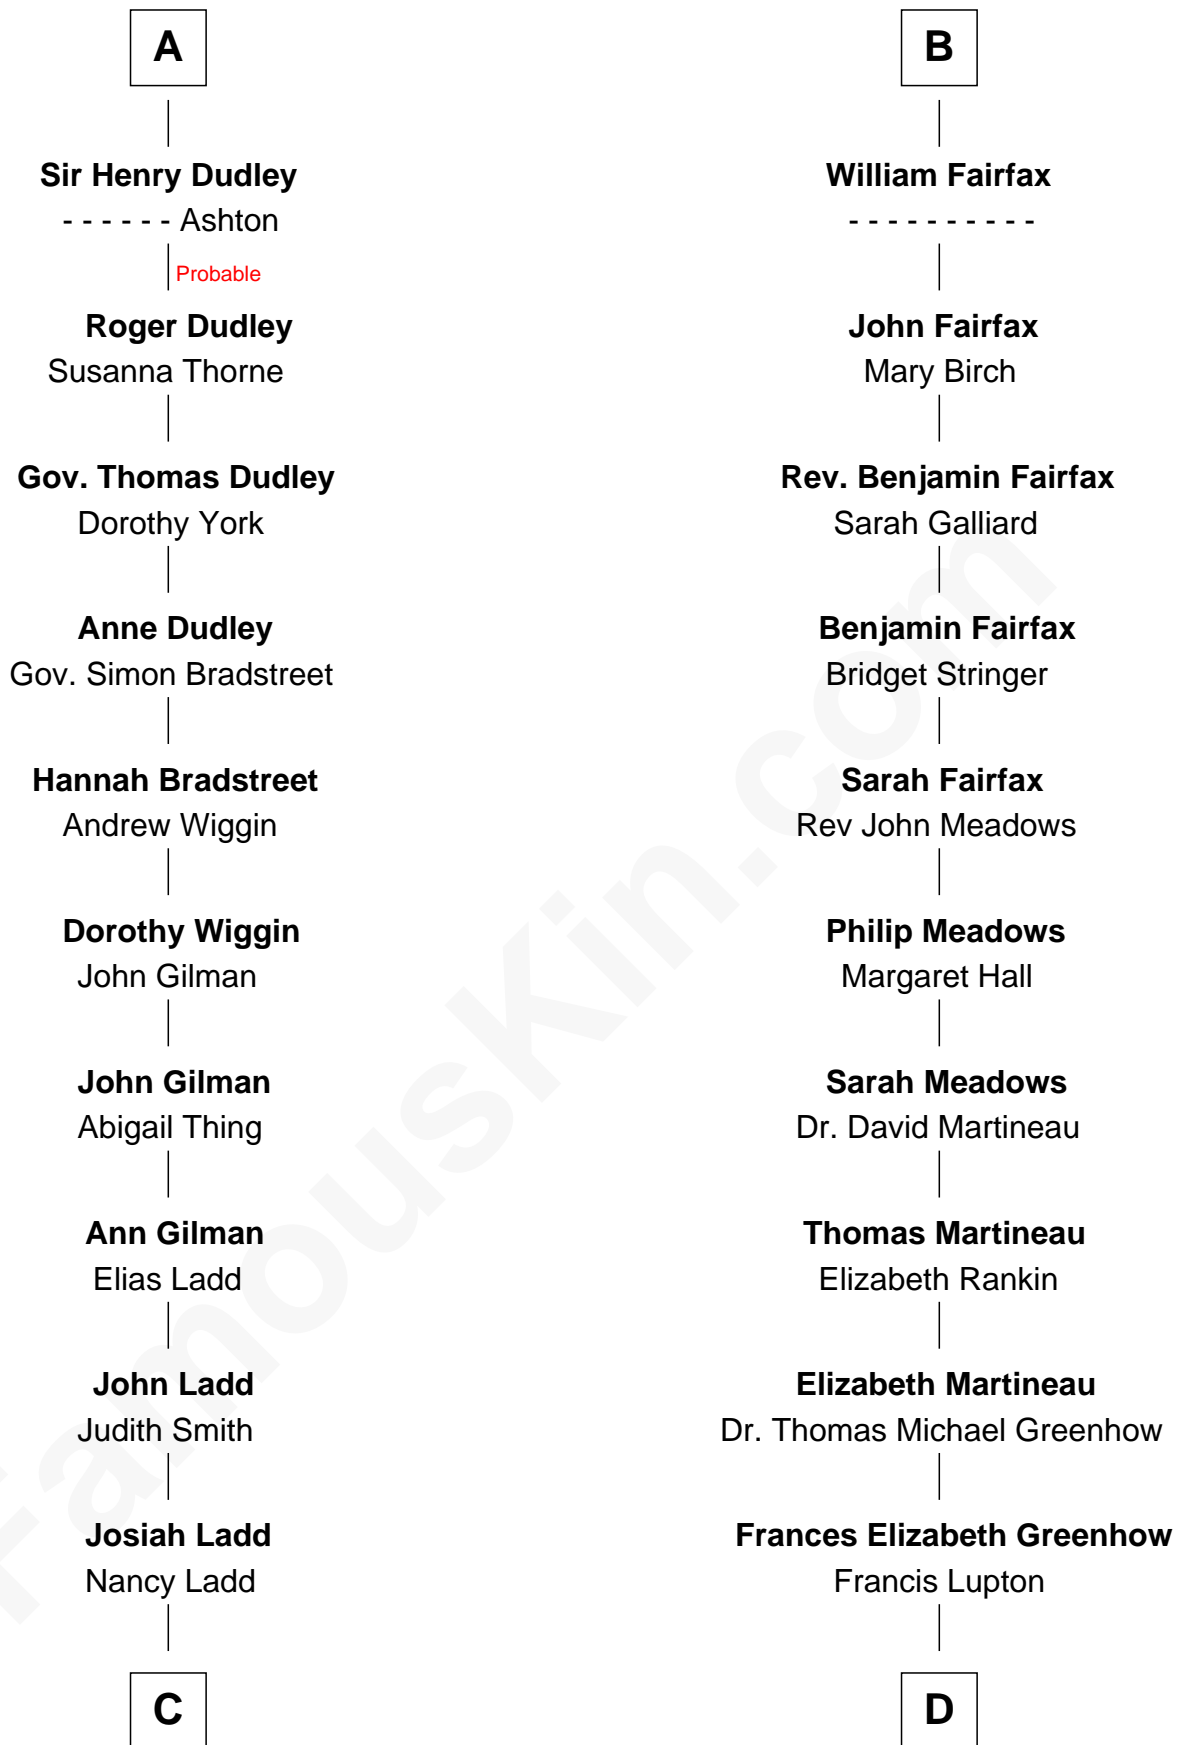 A
Sir Henry Dudley
- - - - - - Ashton
Probable
Roger Dudley
Susanna Thorne
Gov. Thomas Dudley
Dorothy York
Anne Dudley
Gov. Simon Bradstreet
Hannah Bradstreet
Andrew Wiggin
Dorothy Wiggin
John Gilman
John Gilman
Abigail Thing
Ann Gilman
Elias Ladd
John Ladd
Judith Smith
Josiah Ladd
Nancy Ladd
C
B
William Fairfax
- - - - - - - - - -
John Fairfax
Mary Birch
Rev. Benjamin Fairfax
Sarah Galliard
Benjamin Fairfax
Bridget Stringer
Sarah Fairfax
Rev John Meadows
Philip Meadows
Margaret Hall
Sarah Meadows
Dr. David Martineau
Thomas Martineau
Elizabeth Rankin
Elizabeth Martineau
Dr. Thomas Michael Greenhow
Frances Elizabeth Greenhow
Francis Lupton
D
FamousKin.com